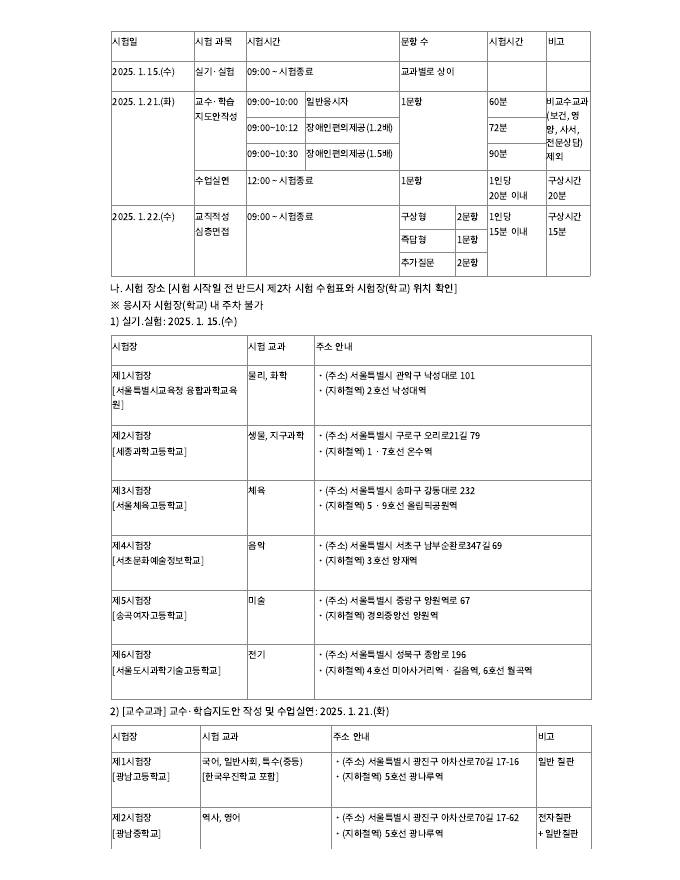 시험일 시험 과목 시험시간 문항 수 시험시간 비고
2025. 1. 15.(수) 실기·실험 09:00 ~ 시험종료 교과별로 상이
2025. 1. 21.(화) 교수·학습 09:00~10:00 일반응시자 1문항 60분 비교수교과
지도안작성 (보건, 영
09:00~10:12 장애인편의제공(1.2배) 72분 양, 사서,
전문상담)
09:00~10:30 장애인편의제공(1.5배) 90분 제외
수업실연 12:00 ~ 시험종료 1문항 1인당 구상시간
20분 이내 20분
2025. 1. 22.(수) 교직적성 09:00 ~ 시험종료 구상형 2문항 1인당 구상시간
심층면접 15분 이내 15분
즉답형 1문항
추가질문 2문항
나. 시험 장소 [시험 시작일 전 반드시 제2차 시험 수험표와 시험장(학교) 위치 확인]
※ 응시자 시험장(학교) 내 주차 불가
1) 실기.실험: 2025. 1. 15.(수)
시험장 시험 교과 주소 안내
제1시험장 물리, 화학 · (주소) 서울특별시 관악구 낙성대로 101
[서울특별시교육청 융합과학교육 · (지하철역) 2호선 낙성대역
원]
제2시험장 생물, 지구과학 · (주소) 서울특별시 구로구 오리로21길 79
[세종과학고등학교] · (지하철역) 1 · 7호선 온수역
제3시험장 체육 · (주소) 서울특별시 송파구 강동대로 232
[서울체육고등학교] · (지하철역) 5 · 9호선 올림픽공원역
제4시험장 음악 · (주소) 서울특별시 서초구 남부순환로347길 69
[서초문화예술정보학교] · (지하철역) 3호선 양재역
제5시험장 미술 · (주소) 서울특별시 중랑구 양원역로 67
[송곡여자고등학교] · (지하철역) 경의중앙선 양원역
제6시험장 전기 · (주소) 서울특별시 성북구 종암로 196
[서울도시과학기술고등학교] · (지하철역) 4호선 미아사거리역 · 길음역, 6호선 월곡역
2) [교수교과] 교수·학습지도안 작성 및 수업실연: 2025. 1. 21.(화)
시험장 시험 교과 주소 안내 비고
제1시험장 국어, 일반사회, 특수(중등) · (주소) 서울특별시 광진구 아차산로70길 17-16 일반 칠판
[광남고등학교] [한국우진학교 포함] · (지하철역) 5호선 광나루역
제2시험장 역사, 영어 · (주소) 서울특별시 광진구 아차산로70길 17-62 전자칠판
[광남중학교] · (지하철역) 5호선 광나루역 + 일반칠판